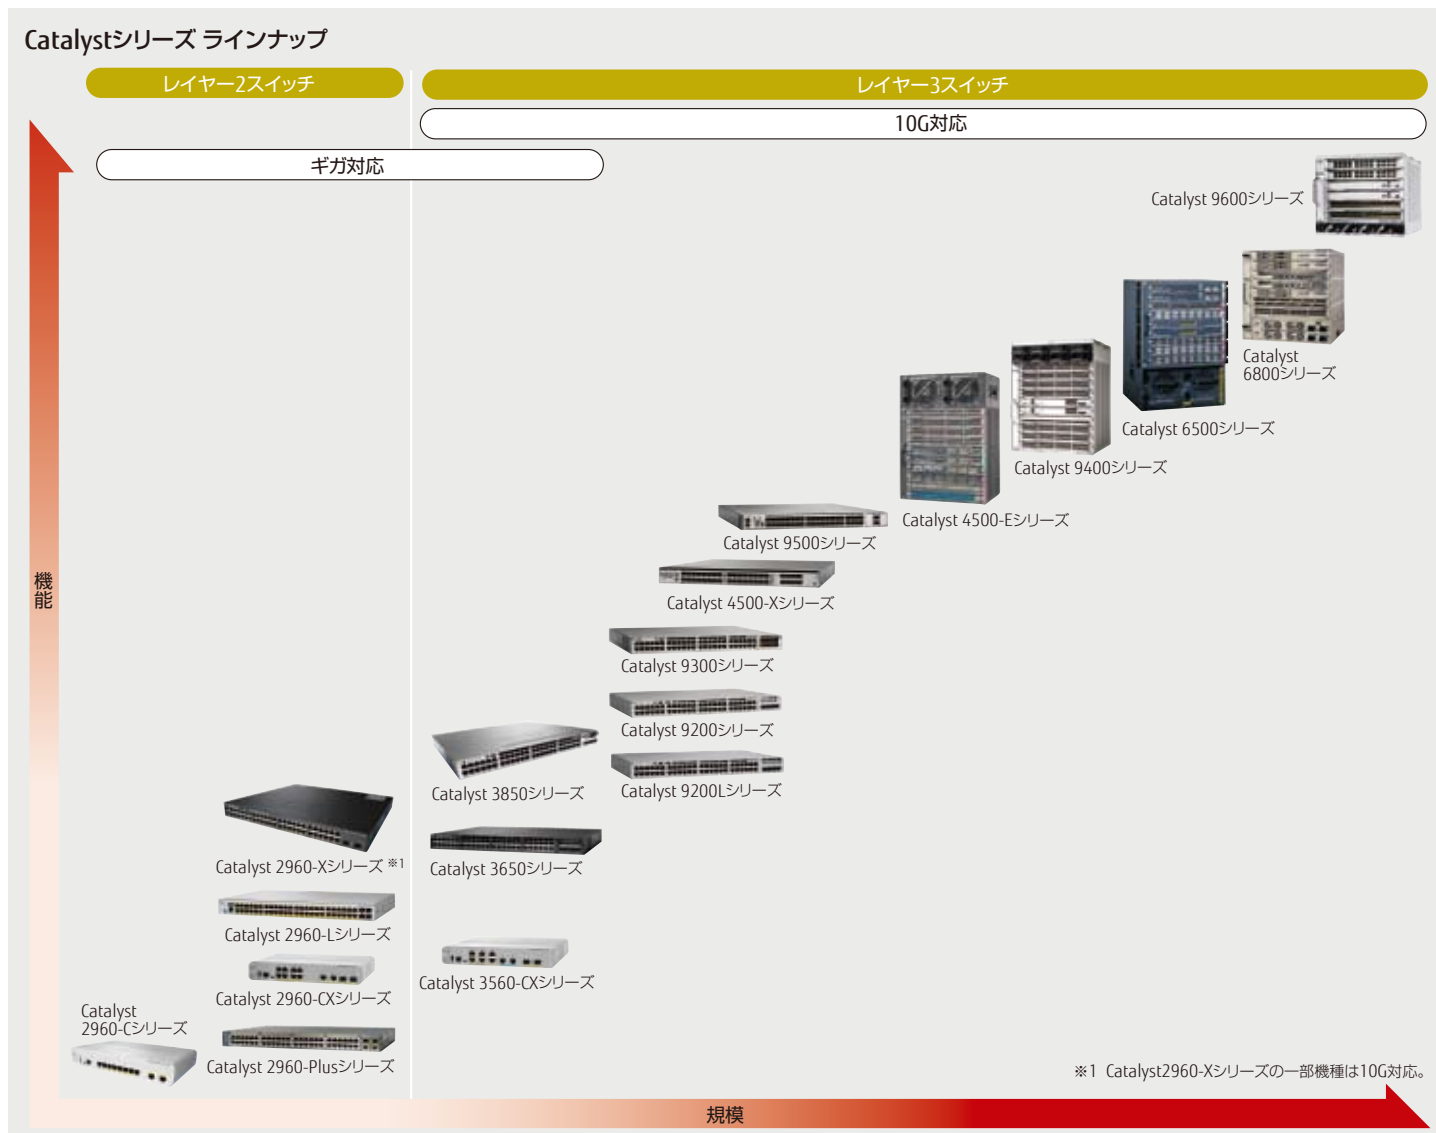 Catalystシリーズ ラインナップ
レイヤー2スイッチ
レイヤー3スイッチ
10G対応
ギガ対応
Catalyst 9600シリーズ
Catalyst
6800シリーズ
Catalyst 6500シリーズ
Catalyst 9400シリーズ
Catalyst 4500-Eシリーズ
Catalyst 9500シリーズ
Catalyst 4500-Xシリーズ
機能
Catalyst 9300シリーズ
Catalyst 9200シリーズ
Catalyst 3850シリーズ
Catalyst 9200Lシリーズ
Catalyst 2960-Xシリーズ ※1
Catalyst 3650シリーズ
Catalyst 2960-Lシリーズ
Catalyst 3560-CXシリーズ
Catalyst 2960-CXシリーズ
Catalyst
2960-Cシリーズ
Catalyst 2960-Plusシリーズ
※1 Catalyst2960-Xシリーズの一部機種は10G対応。
規模